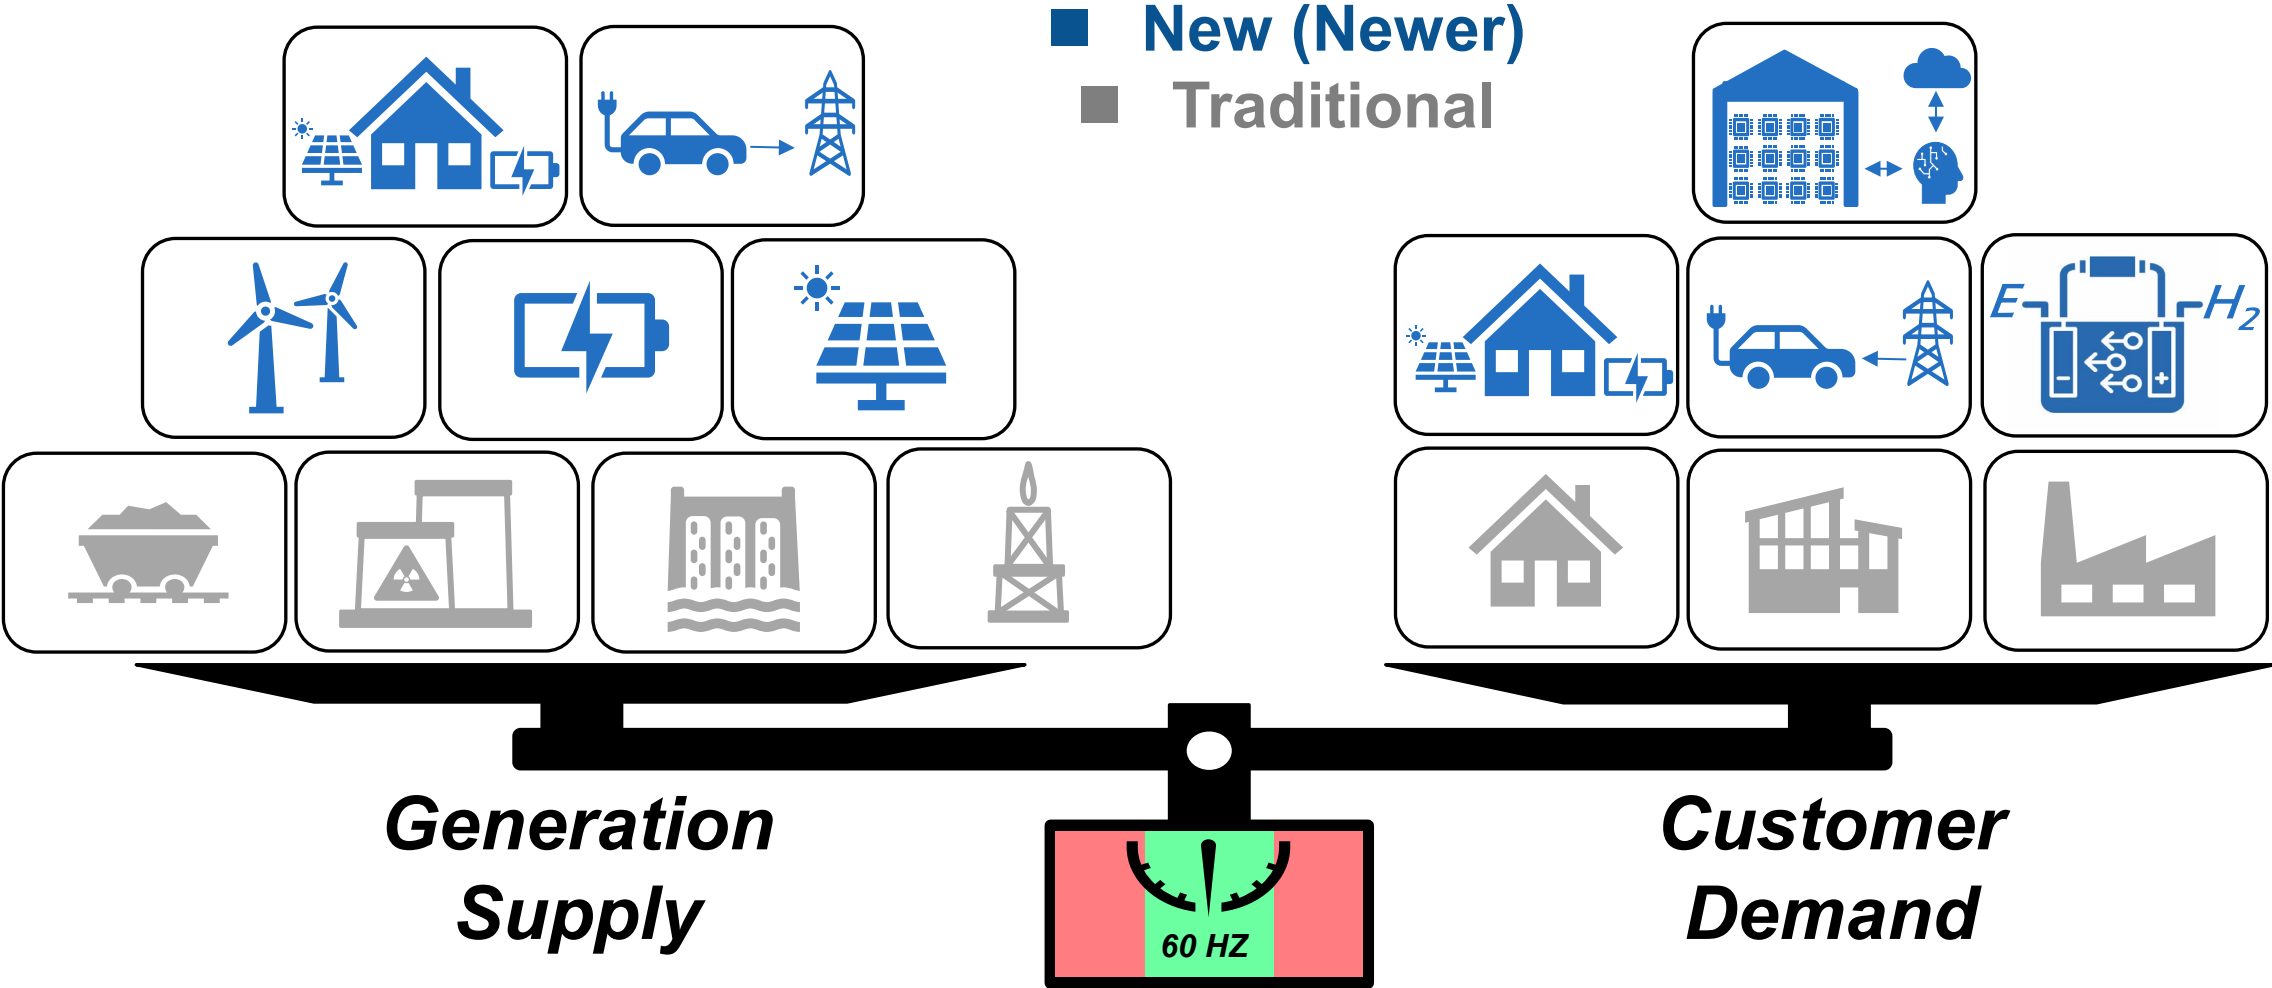 New (Newer)
Traditional
E
H₂
-
+
Generation
Supply
Customer
Demand
60 HZ